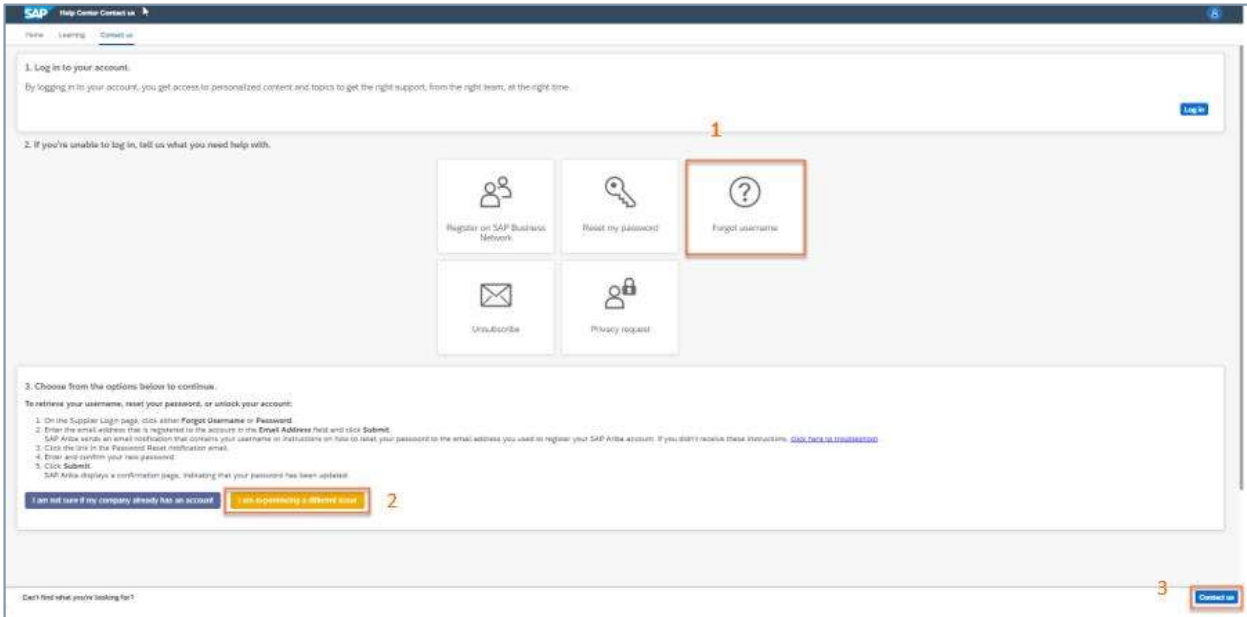 SAP Help Center Contact us
Home Learning Contact us
1. Log in to your account.
By logging in to your account, you get access to personalized content and topics to get the right support, from the right team, at the right time.
Log in
1
2. If you're unable to log in, tell us what you need help with.
Register on SAP Business
Network
Reset my password
Forgot username
Unsubscribe
Privacy request
3. Choose from the options below to continue.
To retrieve your username, reset your password, or unlock your account:
1. On the Supplier Login page, click either Forgot Username or Password.
2. Enter the email address that is registered to the account in the Email Address field and click Submit.
SAP Ariba sends an email notification that contains your username or instructions on how to reset your password to the email address you used to register your SAP Ariba account. If you didn't receive these instructions, click here to troubleshoot
3. Click the link in the Password Reset notification email.
4. Enter and confirm your new password.
5. Click Submit.
SAP Ariba displays a confirmation page, indicating that your password has been updated.
I am not sure if my company already has an account
I am experiencing a different issue
2
Can't find what you're looking for?
3
Contact us